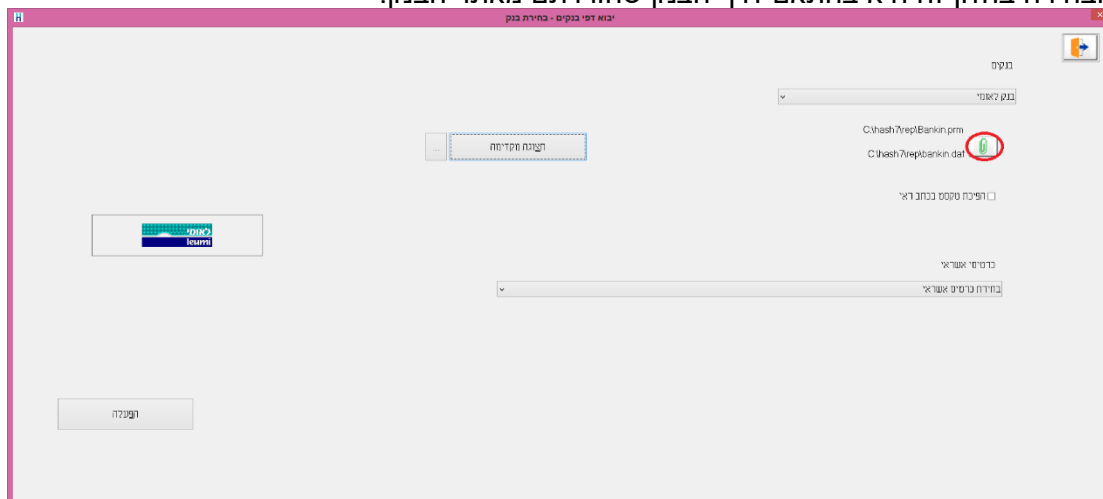 יבוא דפי בנקים - בחירת בנק
בנקים
בנק לאומי
C:\hash7\rep\Bankin.prm
C:\hash7\rep\bankin.dat
תצוגה מקדימה
...
הפיכת טקסט בכתב ראי
לאומי
leumi
כרטיסי אשראי
בחירת כרטיס אשראי
הפעלה